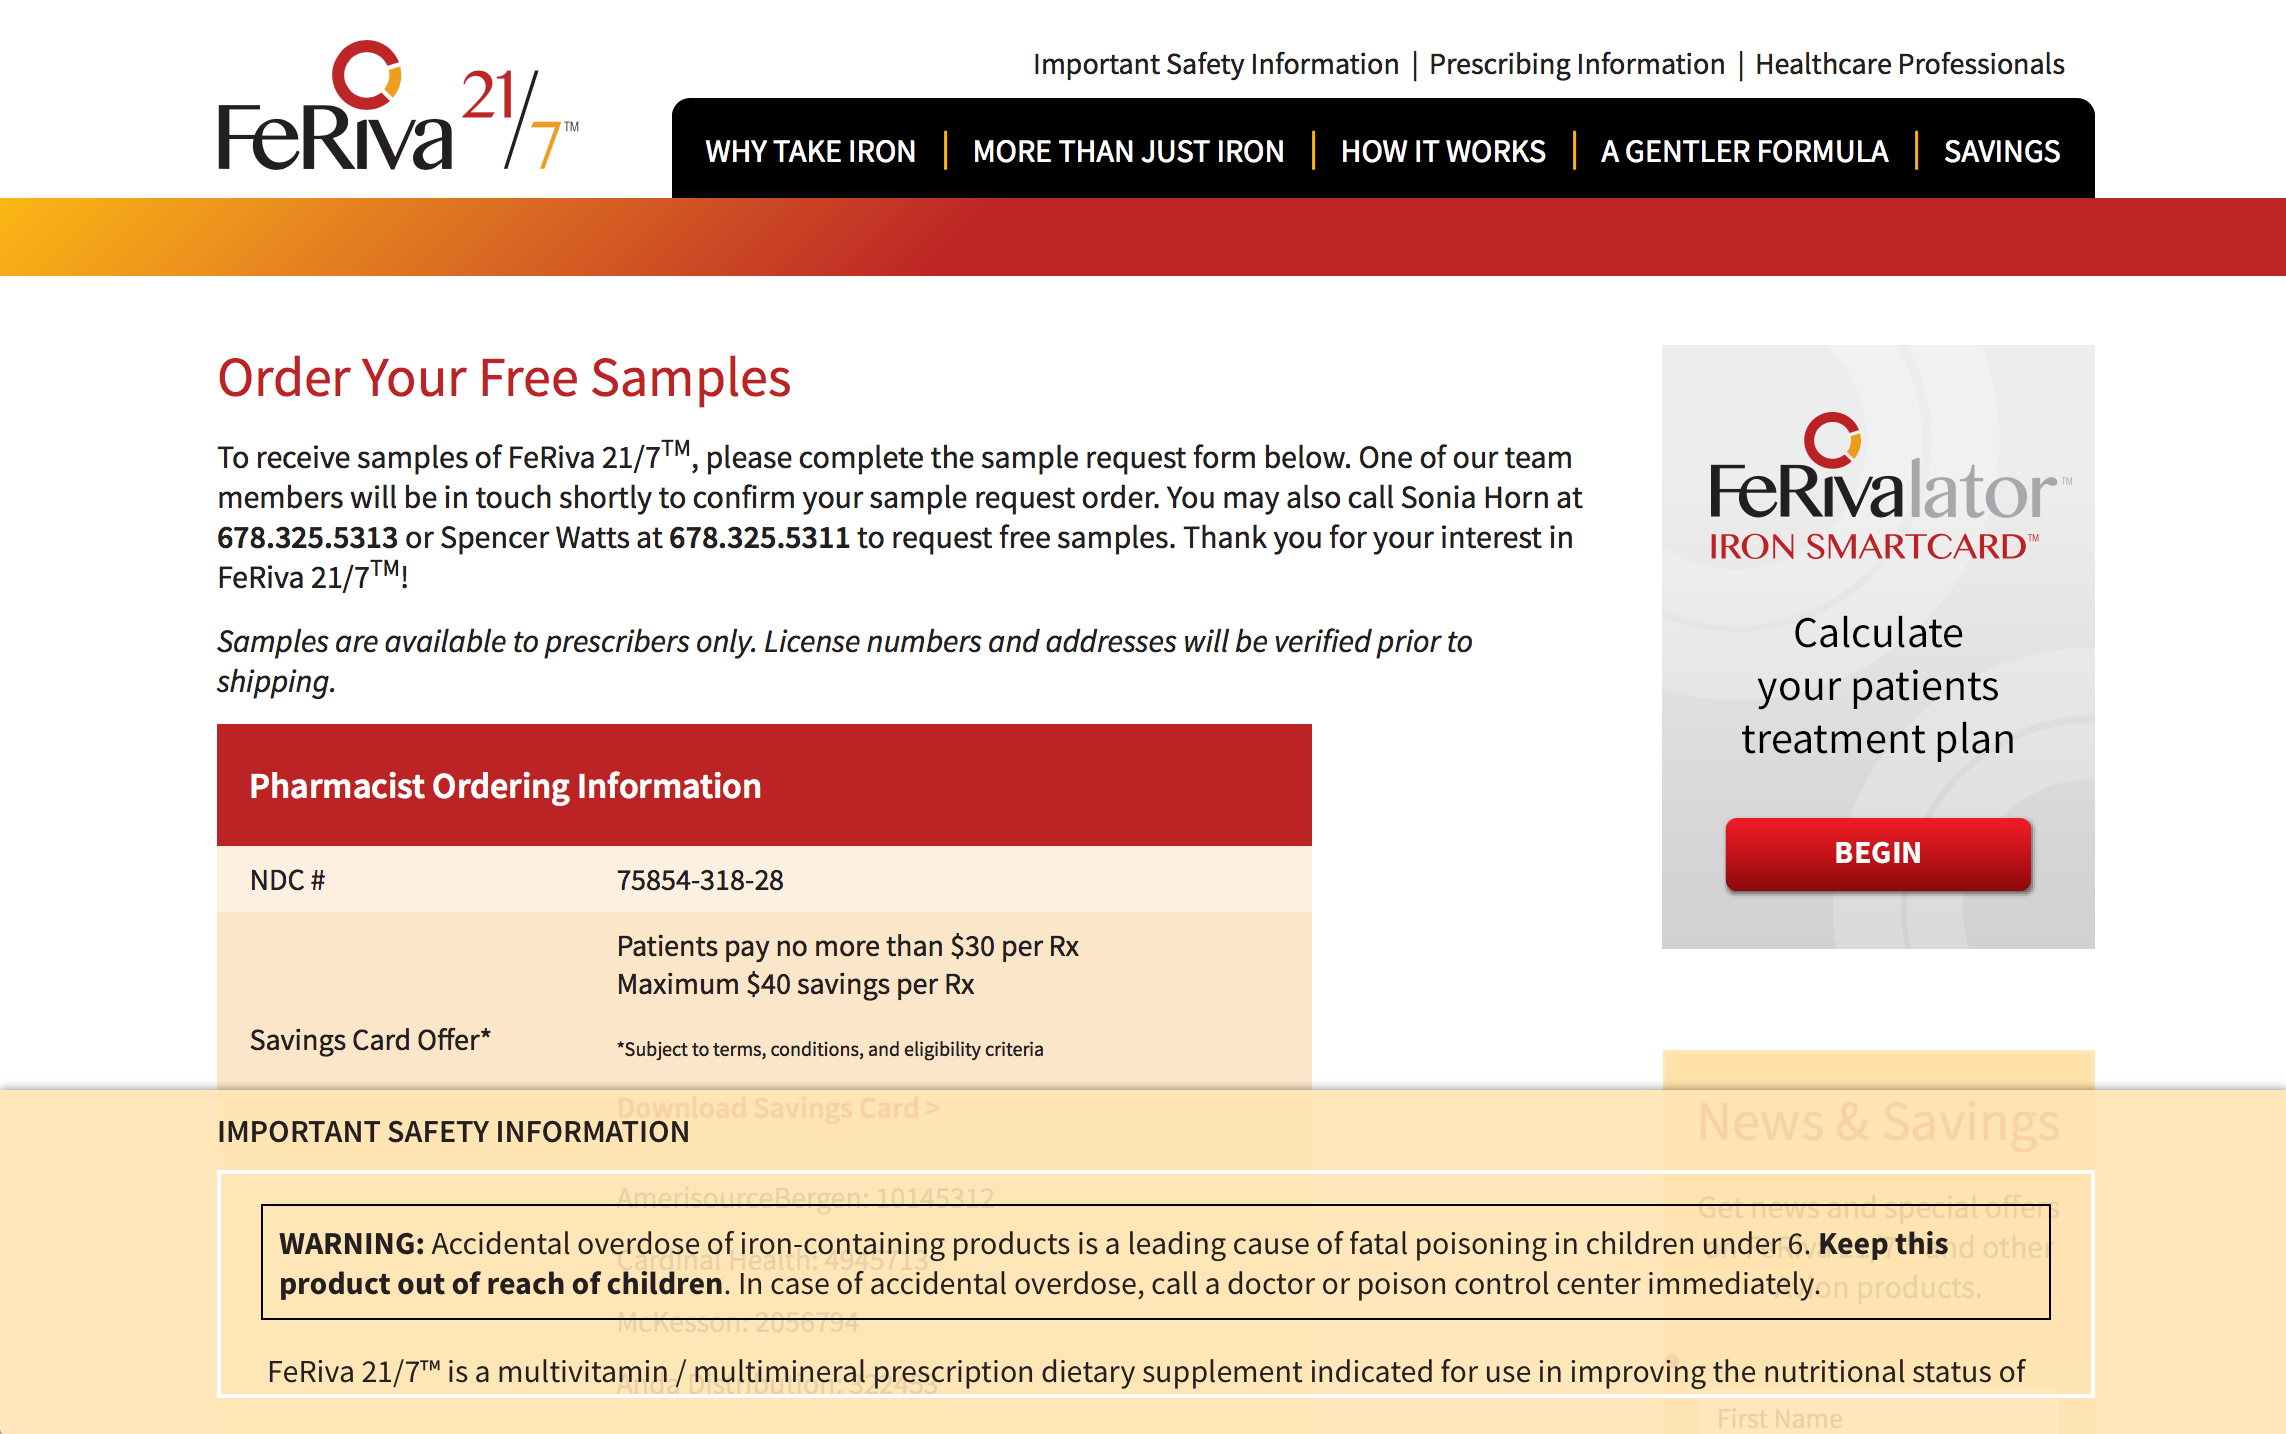 FeRiva 21/7™
Important Safety Information | Prescribing Information | Healthcare Professionals
WHY TAKE IRON | MORE THAN JUST IRON | HOW IT WORKS | A GENTLER FORMULA | SAVINGS
Order Your Free Samples
To receive samples of FeRiva 21/7TM, please complete the sample request form below. One of our team
members will be in touch shortly to confirm your sample request order. You may also call Sonia Horn at
678.325.5313 or Spencer Watts at 678.325.5311 to request free samples. Thank you for your interest in
FeRiva 21/7TM!
Samples are available to prescribers only. License numbers and addresses will be verified prior to
shipping.
Pharmacist Ordering Information
NDC # 75854-318-28
Patients pay no more than $30 per Rx
Maximum $40 savings per Rx
Savings Card Offer*
*Subject to terms, conditions, and eligibility criteria
Download Savings Card >
AmerisourceBergen: 10145312
Cardinal Health: 4945713
McKesson: 2056794
Anda Distribution: 322453
FeRivalator™
IRON SMARTCARD™
Calculate
your patients
treatment plan
BEGIN
News & Savings
Get news and special offers
on FeRiva 21/7 and other
Avion products.
First Name
IMPORTANT SAFETY INFORMATION
WARNING: Accidental overdose of iron-containing products is a leading cause of fatal poisoning in children under 6. Keep this
product out of reach of children. In case of accidental overdose, call a doctor or poison control center immediately.
FeRiva 21/7™ is a multivitamin / multimineral prescription dietary supplement indicated for use in improving the nutritional status of